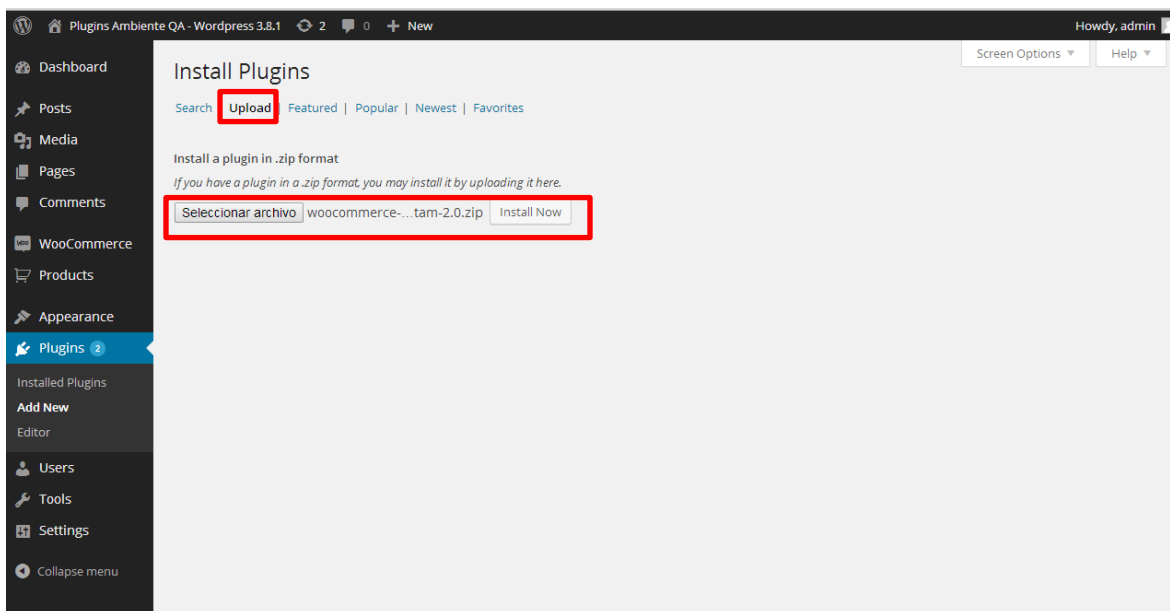 Plugins Ambiente QA - Wordpress 3.8.1 2 0 + New Howdy, admin
Screen Options Help
Dashboard
Posts
Media
Pages
Comments
WOO WooCommerce
Products
Appearance
Plugins 2
Installed Plugins
Add New
Editor
Users
Tools
Settings
Collapse menu
Install Plugins
Search Upload | Featured | Popular | Newest | Favorites
Install a plugin in .zip format
If you have a plugin in a .zip format, you may install it by uploading it here.
Seleccionar archivo woocommerce-...tam-2.0.zip Install Now